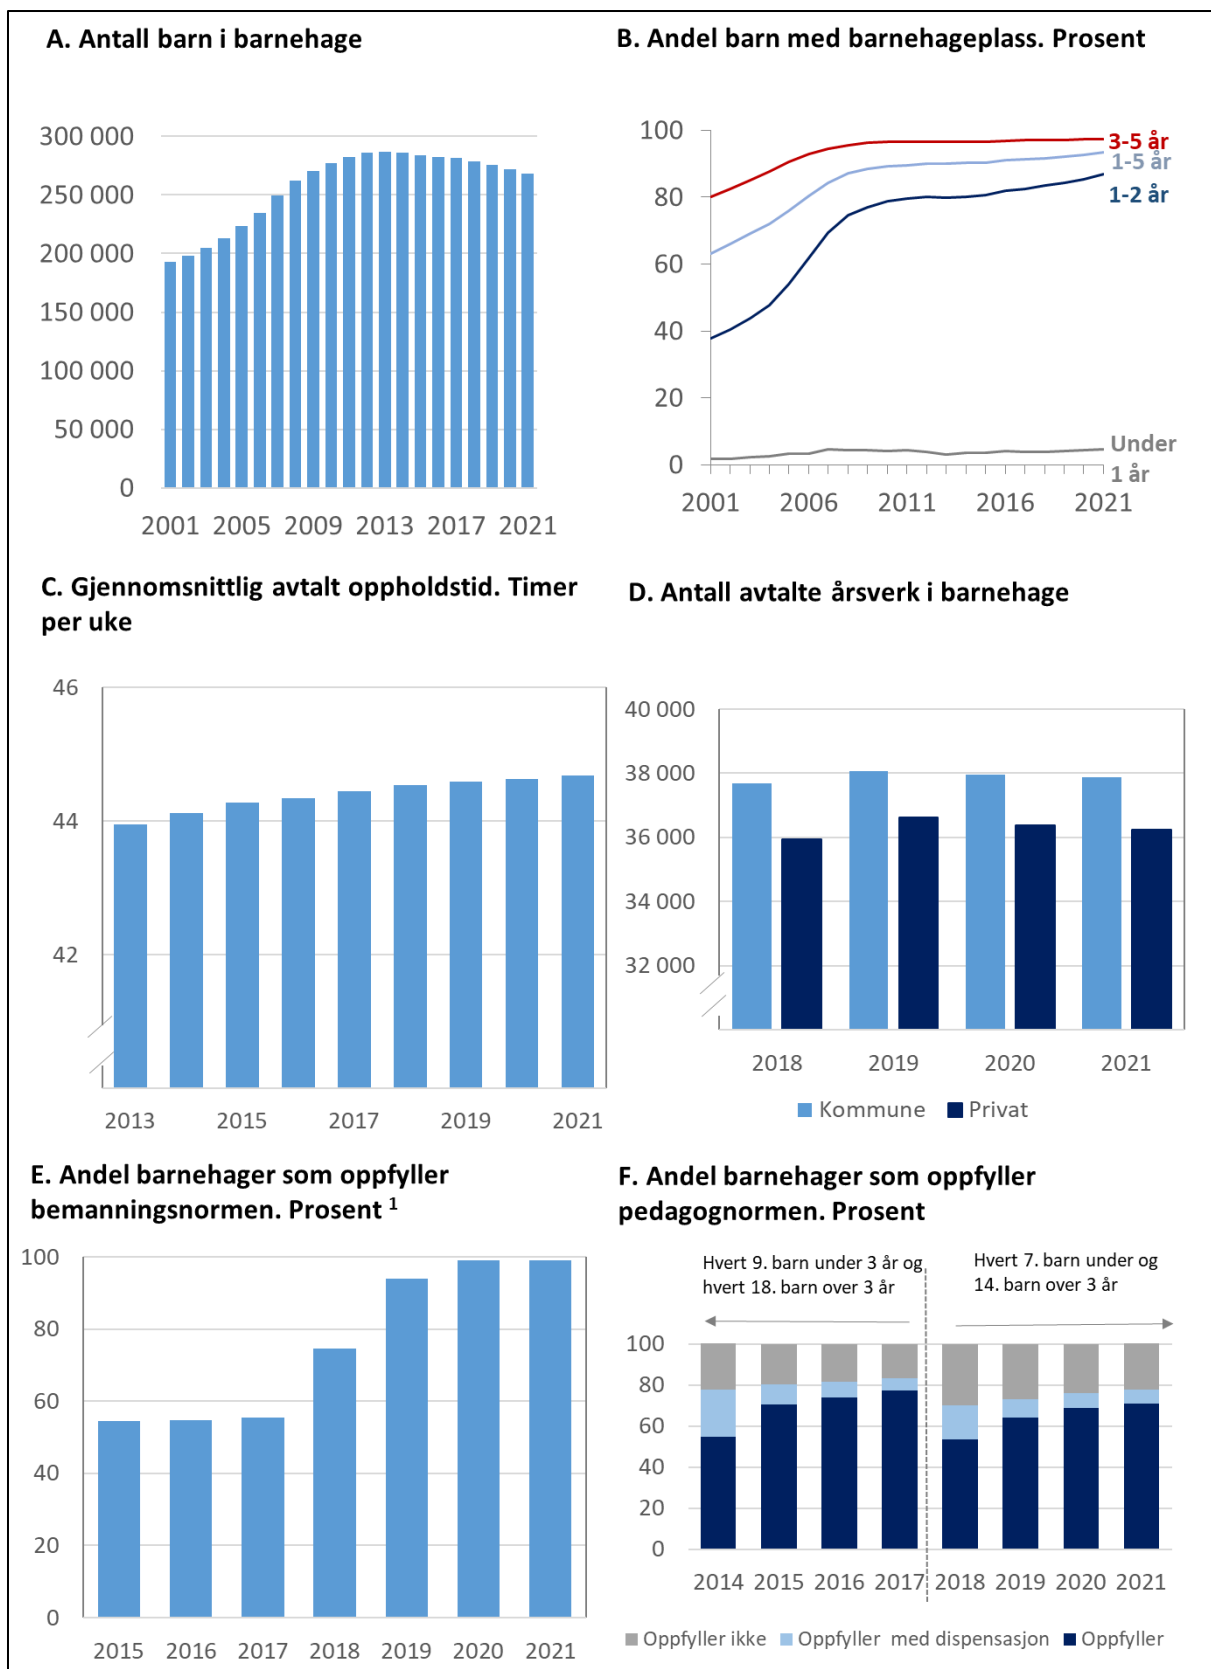 A. Antall barn i barnehage
300 000
250 000
200 000
150 000
100 000
50 000
0
2001 2005 2009 2013 2017 2021
B. Andel barn med barnehageplass. Prosent
100
80
60
40
20
0
3-5 år
1-5 år
1-2 år
Under
1 år
2001 2006 2011 2016 2021
C. Gjennomsnittlig avtalt oppholdstid. Timer
per uke
46
44
42
2013 2015 2017 2019 2021
D. Antall avtalte årsverk i barnehage
40 000
38 000
36 000
34 000
32 000
2018 2019 2020 2021
Kommune Privat
E. Andel barnehager som oppfyller
bemanningsnormen. Prosent 1
100
80
60
40
20
0
2015 2016 2017 2018 2019 2020 2021
F. Andel barnehager som oppfyller
pedagognormen. Prosent
Hvert 9. barn under 3 år og
hvert 18. barn over 3 år
Hvert 7. barn under og
14. barn over 3 år
100
80
60
40
20
0
2014 2015 2016 2017 2018 2019 2020 2021
Oppfyller ikke Oppfyller med dispensasjon Oppfyller